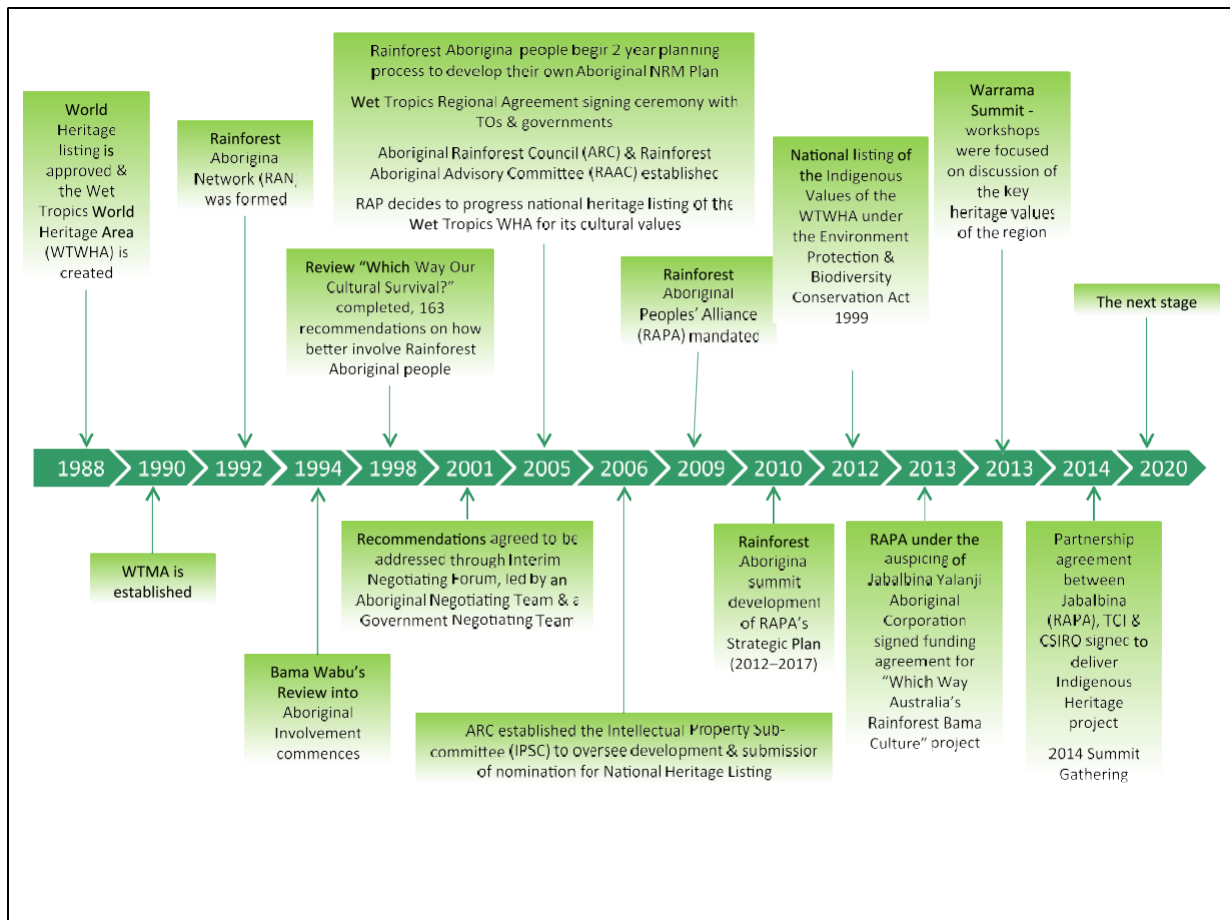 World
Heritage
listing is
approved &
the Wet
Tropics World
Heritage Area
(WTWHA) is
created
Rainforest
Aborigina
Network (RAN)
was formed
Rainforest Aborigina people begir 2 year planning
process to develop their own Aboriginal NRM Plan
Wet Tropics Regional Agreement signing ceremony with
TOs & governments
Aboriginal Rainforest Council (ARC) & Rainforest
Aboriginal Advisory Committee (RAAC) established
RAP decides to progress national heritage listing of the
Wet Tropics WHA for its cultural values
Review “Which Way Our
Cultural Survival?”
completed, 163
recommendations on how
better involve Rainforest
Aboriginal people
Rainforest
Aboriginal
Peoples’ Alliance
(RAPA) mandated
National listing of
the Indigenous
Values of the
WTWHA under
the Environment
Protection &
Biodiversity
Conservation Act
1999
Warrama
Summit -
workshops
were focused
on discussion of
the key
heritage values
of the region
The next stage
1988 1990 1992 1994 1998 2001 2005 2006 2009 2010 2012 2013 2013 2014 2020
WTMA is
established
Bama Wabu’s
Review into
Aboriginal
Involvement
commences
Recommendations agreed to be
addressed through Interim
Negotiating Forum, led by an
Aboriginal Negotiating Team & a
Government Negotiating Team
ARC established the Intellectual Property Sub-
committee (IPSC) to oversee development & submissior
of nomination for National Heritage Listing
Rainforest
Aborigina
summit
development
of RAPA’s
Strategic Plan
(2012–2017)
RAPA under the
auspicing of
Jabalbina Yalanji
Aboriginal
Corporation
signed funding
agreement for
“Which Way
Australia’s
Rainforest Bama
Culture” project
Partnership
agreement
between
Jabalbina
(RAPA), TCI &
CSIRO signed to
deliver
Indigenous
Heritage
project
2014 Summit
Gathering